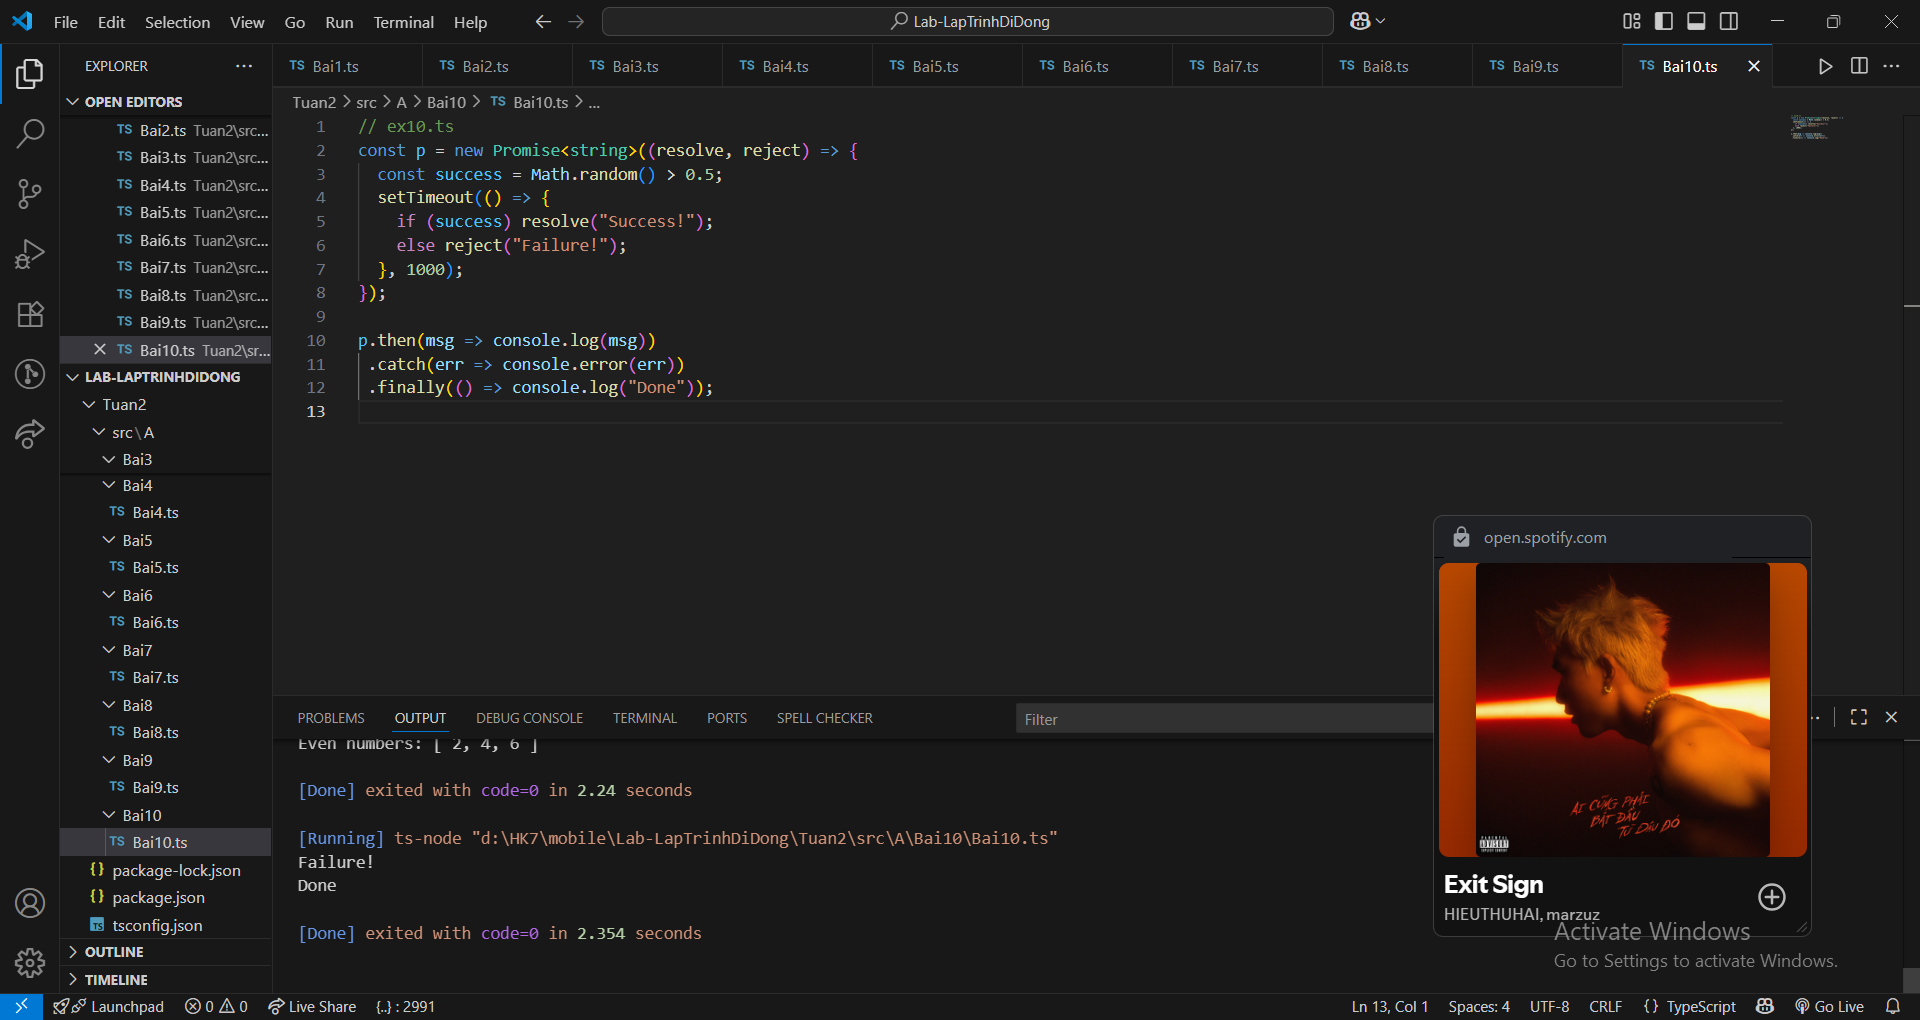 File Edit Selection View Go Run Terminal Help
Lab-LapTrinhDiDong
EXPLORER
OPEN EDITORS
TS Bai2.ts Tuan2\src...
TS Bai3.ts Tuan2\src...
TS Bai4.ts Tuan2\src...
TS Bai5.ts Tuan2\src...
TS Bai6.ts Tuan2\src...
TS Bai7.ts Tuan2\src...
TS Bai8.ts Tuan2\src...
TS Bai9.ts Tuan2\src...
TS Bai10.ts Tuan2\sr...
LAB-LAPTRINHDIDONG
Tuan2
src\A
Bai3
Bai4
TS Bai4.ts
Bai5
TS Bai5.ts
Bai6
TS Bai6.ts
Bai7
TS Bai7.ts
Bai8
TS Bai8.ts
Bai9
TS Bai9.ts
Bai10
TS Bai10.ts
{} package-lock.json
{} package.json
TS tsconfig.json
OUTLINE
TIMELINE
TS Bai1.ts TS Bai2.ts TS Bai3.ts TS Bai4.ts TS Bai5.ts TS Bai6.ts TS Bai7.ts TS Bai8.ts TS Bai9.ts TS Bai10.ts
Tuan2 > src > A > Bai10 > TS Bai10.ts > ...
1 // ex10.ts
2 const p = new Promise<string>((resolve, reject) => {
3 const success = Math.random() > 0.5;
4 setTimeout(() => {
5 if (success) resolve("Success!");
6 else reject("Failure!");
7 }, 1000);
8 });
9
10 p.then(msg => console.log(msg))
11 .catch(err => console.error(err))
12 .finally(() => console.log("Done"));
13
PROBLEMS OUTPUT DEBUG CONSOLE TERMINAL PORTS SPELL CHECKER
Filter
Even numbers: [ 2, 4, 6 ]
[Done] exited with code=0 in 2.24 seconds
[Running] ts-node "d:\HK7\mobile\Lab-LapTrinhDiDong\Tuan2\src\A\Bai10\Bai10.ts"
Failure!
Done
[Done] exited with code=0 in 2.354 seconds
open.spotify.com
AI CŨNG PHẢI
BẮT ĐẦU
TỪ ĐÂU ĐÓ
Exit Sign
HIEUTHUHAI, marzuz
Activate Windows
Go to Settings to activate Windows.
Launchpad 0 0 Live Share {..} : 2991
Ln 13, Col 1 Spaces: 4 UTF-8 CRLF {} TypeScript Go Live